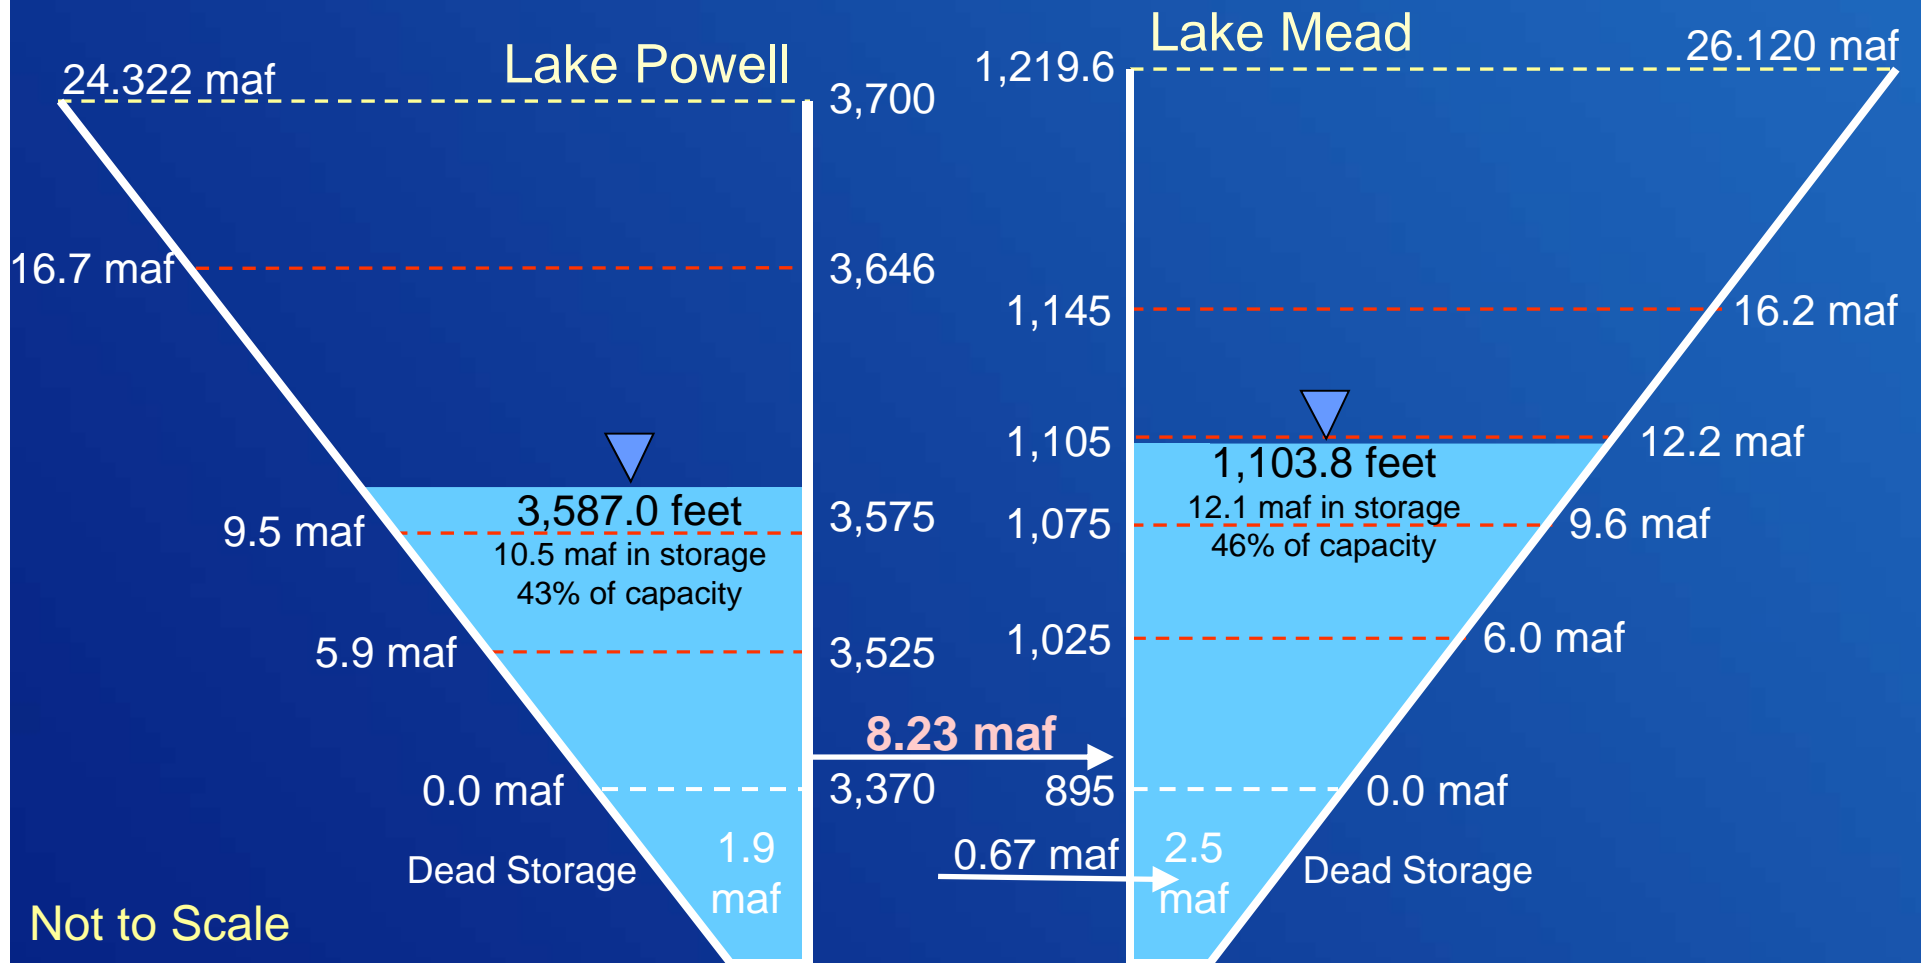 Lake Powell
Lake Mead
24.322 maf
3,700
1,219.6
26.120 maf
16.7 maf
3,646
1,145
16.2 maf
1,105
12.2 maf
3,587.0 feet
10.5 maf in storage
43% of capacity
1,103.8 feet
12.1 maf in storage
46% of capacity
9.5 maf
3,575
1,075
9.6 maf
5.9 maf
3,525
1,025
6.0 maf
8.23 maf
0.0 maf
3,370
895
0.0 maf
Dead Storage
1.9
maf
0.67 maf
2.5
maf
Dead Storage
Not to Scale